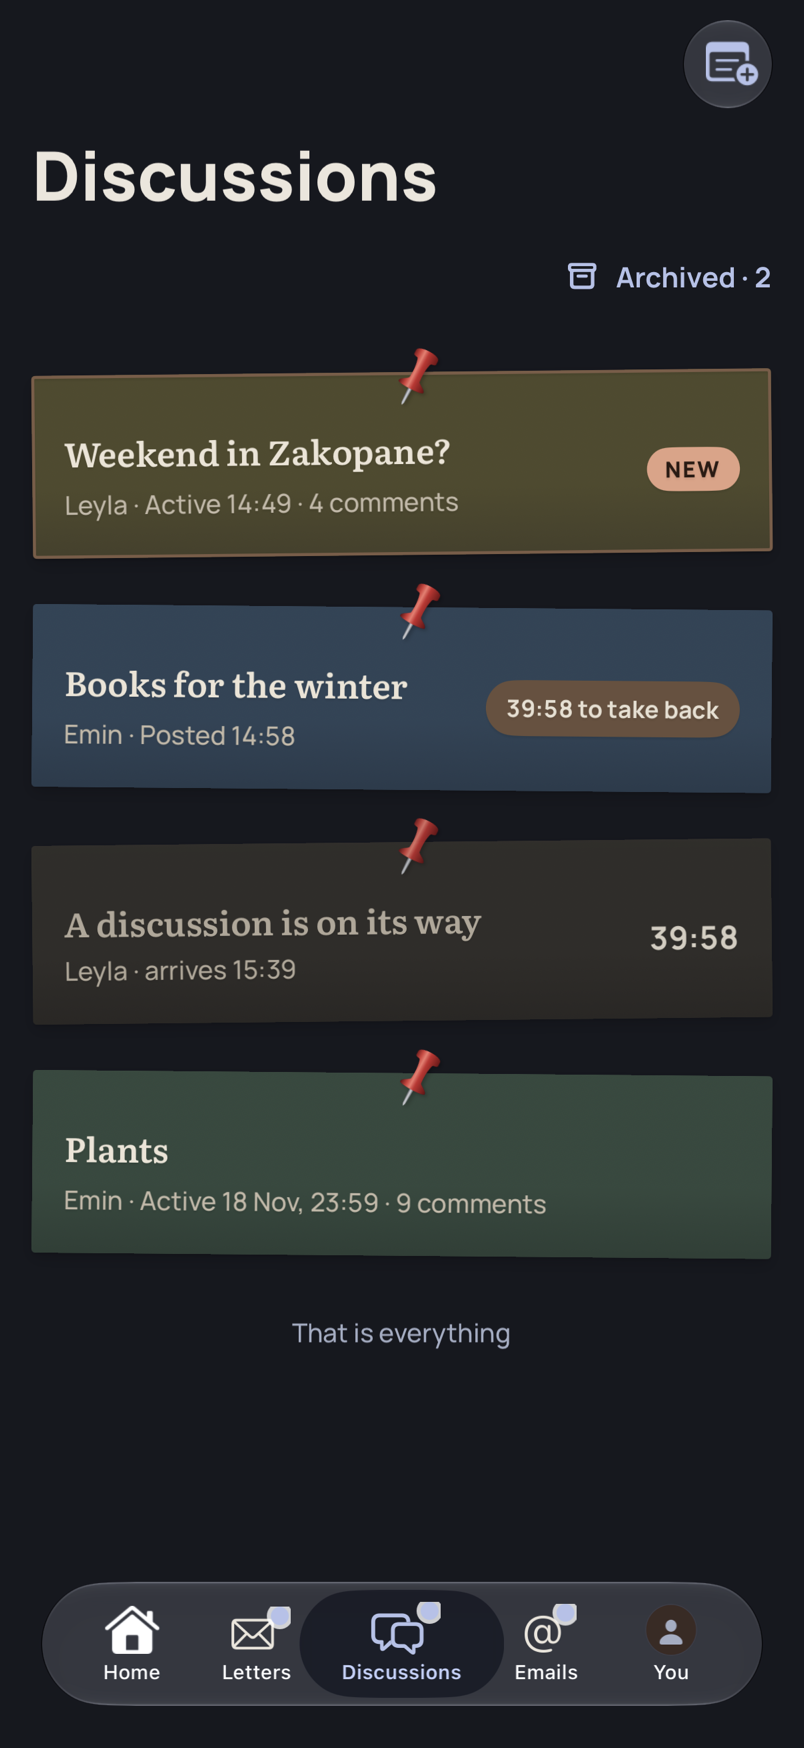 Discussions
Archived · 2
Weekend in Zakopane?
Leyla · Active 14:49 · 4 comments
NEW
Books for the winter
Emin · Posted 14:58
39:58 to take back
A discussion is on its way
Leyla · arrives 15:39
39:58
Plants
Emin · Active 18 Nov, 23:59 · 9 comments
That is everything
Home
Letters
Discussions
Emails
You